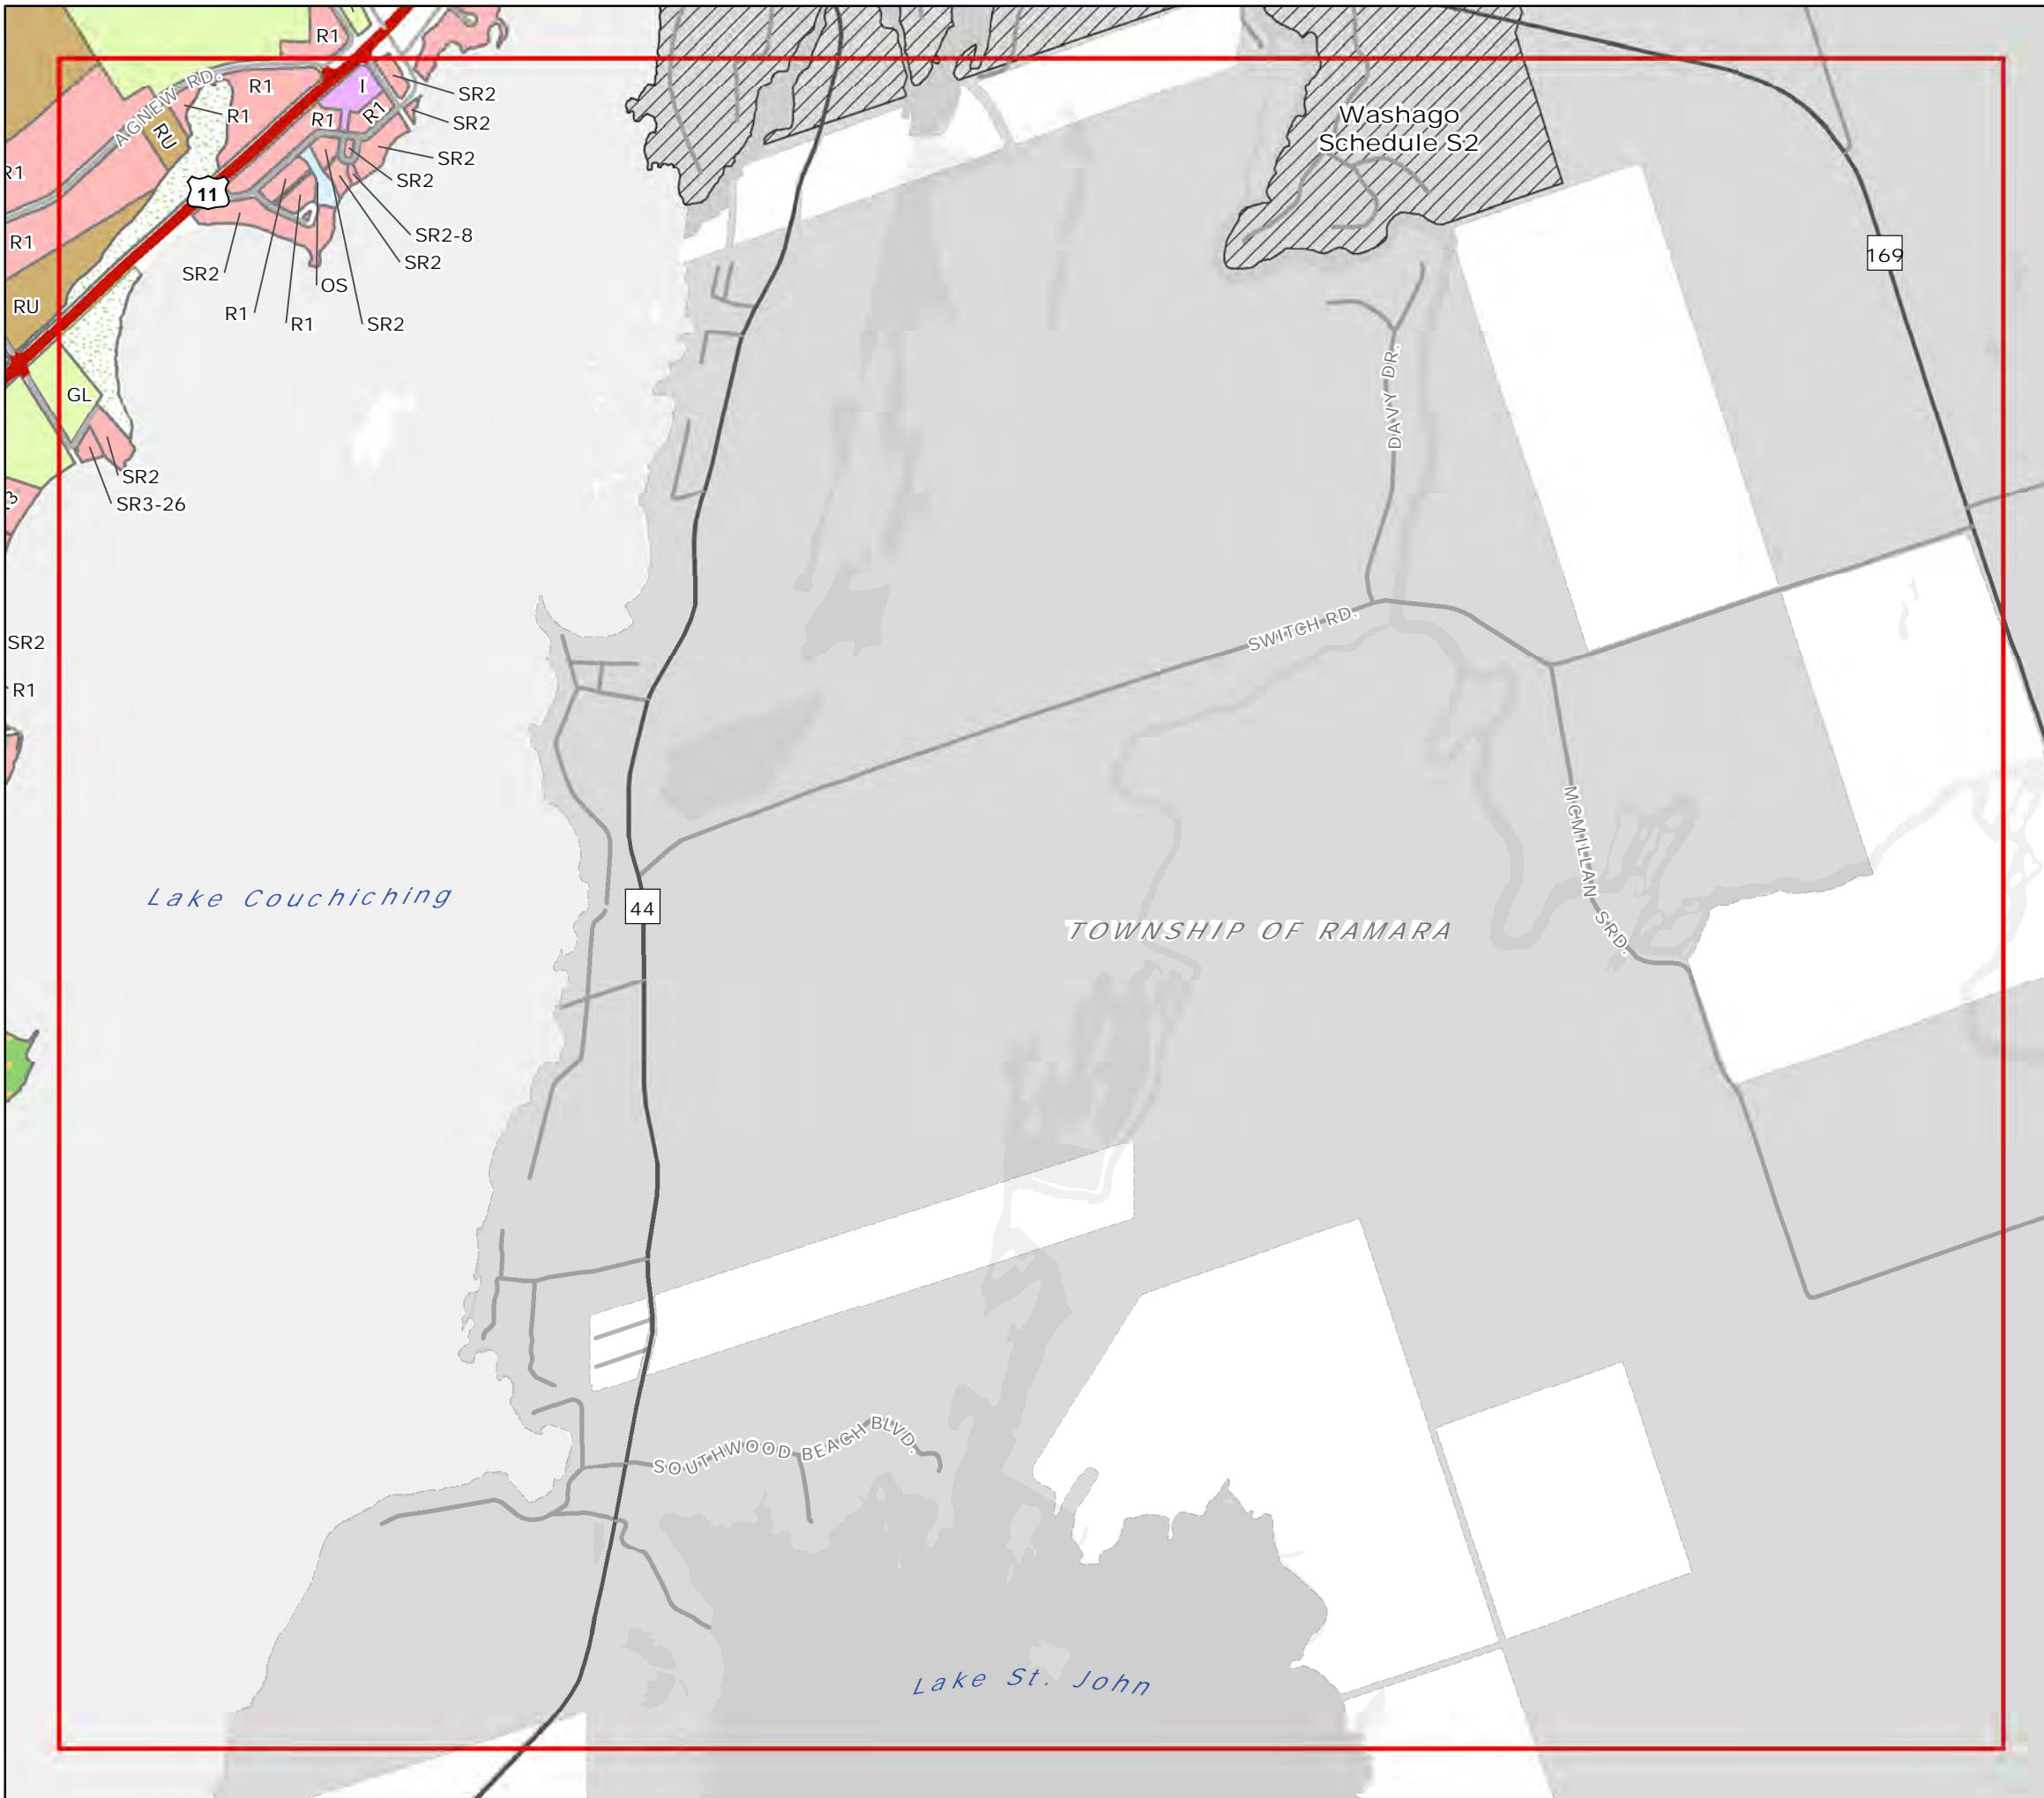 R1
AGNEW RD.
R1
I
SR2
R1
RU
R1
R1
SR2
R1
SR2
SR2
11
R1
SR2-8
SR2
SR2
OS
RU
R1
R1
SR2
GL
SR2
SR3-26
SR2
R1
Washago
Schedule S2
169
DAVY DR.
SWITCH RD.
MCMILLAN SRD.
Lake Couchiching
44
TOWNSHIP OF RAMARA
SOUTHWOOD BEACH BLVD.
Lake St. John